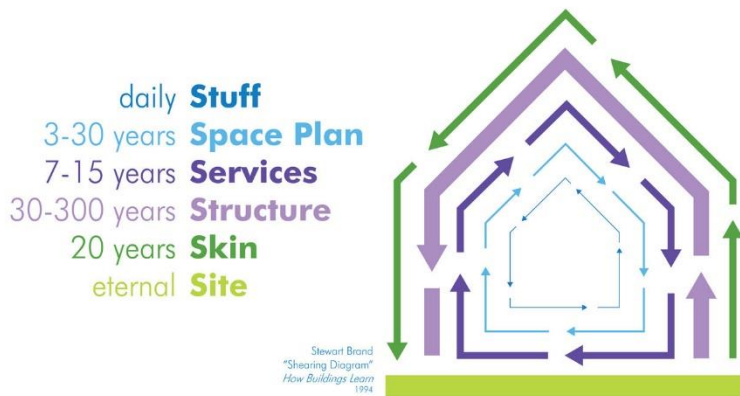 daily Stuff
3-30 years Space Plan
7-15 years Services
30-300 years Structure
20 years Skin
eternal Site
Stewart Brand
"Shearing Diagram"
How Buildings Learn
1994